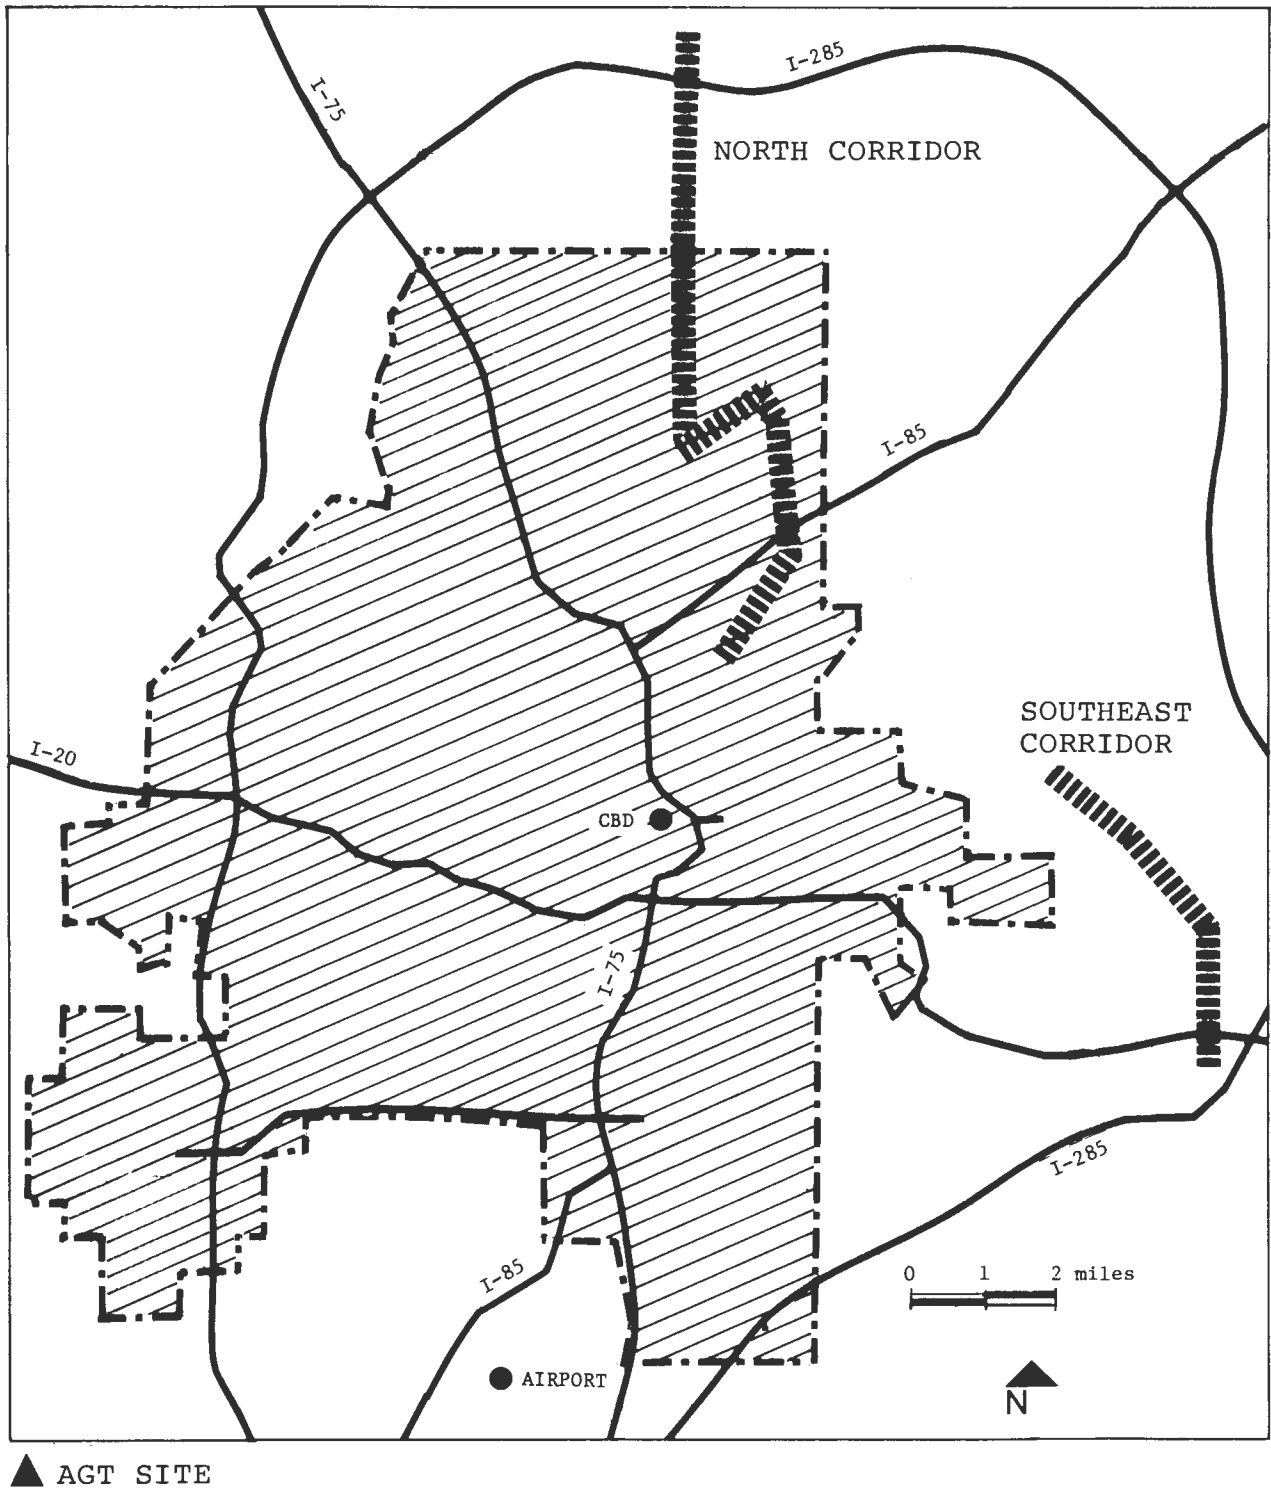 I-75
I-285
NORTH CORRIDOR
I-85
SOUTHEAST
CORRIDOR
I-20
CBD
I-75
I-285
I-85
0 1 2 miles
AIRPORT
N
AGT SITE